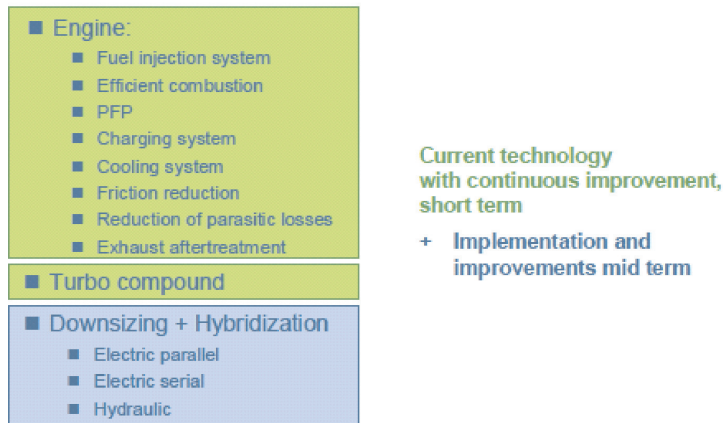 Engine:
Fuel injection system
Efficient combustion
PFP
Charging system
Cooling system
Friction reduction
Reduction of parasitic losses
Exhaust aftertreatment
Turbo compound
Downsizing + Hybridization
Electric parallel
Electric serial
Hydraulic
Current technology
with continuous improvement,
short term
+ Implementation and
improvements mid term